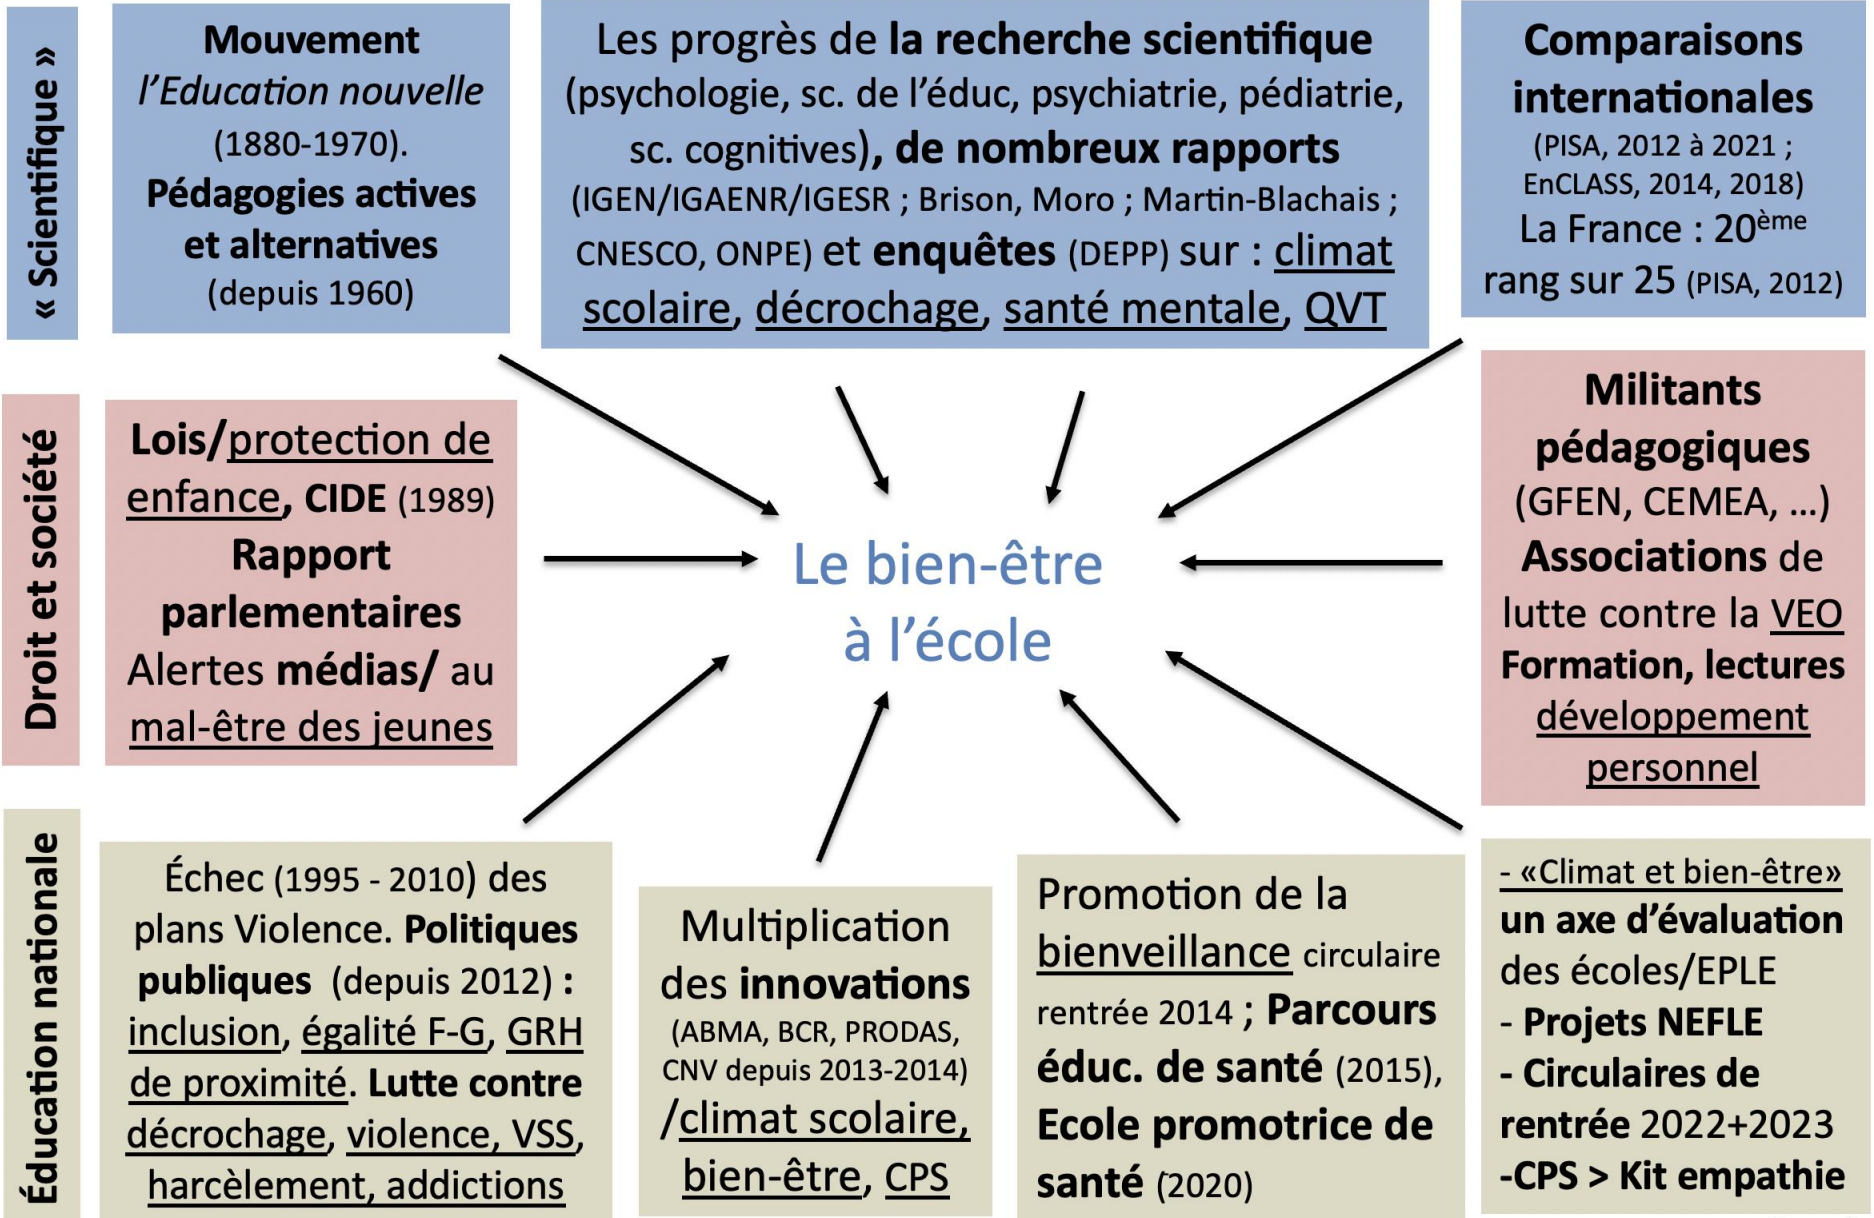 « Scientifique »
Mouvement
l’Education nouvelle
(1880-1970).
Pédagogies actives
et alternatives
(depuis 1960)
Les progrès de la recherche scientifique
(psychologie, sc. de l’éduc, psychiatrie, pédiatrie,
sc. cognitives), de nombreux rapports
(IGEN/IGAENR/IGESR ; Brison, Moro ; Martin-Blachais ;
CNESCO, ONPE) et enquêtes (DEPP) sur : climat
scolaire, décrochage, santé mentale, QVT
Comparaisons
internationales
(PISA, 2012 à 2021 ;
EnCLASS, 2014, 2018)
La France : 20ème
rang sur 25 (PISA, 2012)
Droit et société
Lois/protection de
enfance, CIDE (1989)
Rapport
parlementaires
Alertes médias/ au
mal-être des jeunes
Le bien-être
à l’école
Militants
pédagogiques
(GFEN, CEMEA, …)
Associations de
lutte contre la VEO
Formation, lectures
développement
personnel
Éducation nationale
Échec (1995 - 2010) des
plans Violence. Politiques
publiques (depuis 2012) :
inclusion, égalité F-G, GRH
de proximité. Lutte contre
décrochage, violence, VSS,
harcèlement, addictions
Multiplication
des innovations
(ABMA, BCR, PRODAS,
CNV depuis 2013-2014)
/climat scolaire,
bien-être, CPS
Promotion de la
bienveillance circulaire
rentrée 2014 ; Parcours
éduc. de santé (2015),
Ecole promotrice de
santé (2020)
- «Climat et bien-être»
un axe d’évaluation
des écoles/EPLE
- Projets NEFLE
- Circulaires de
rentrée 2022+2023
-CPS > Kit empathie